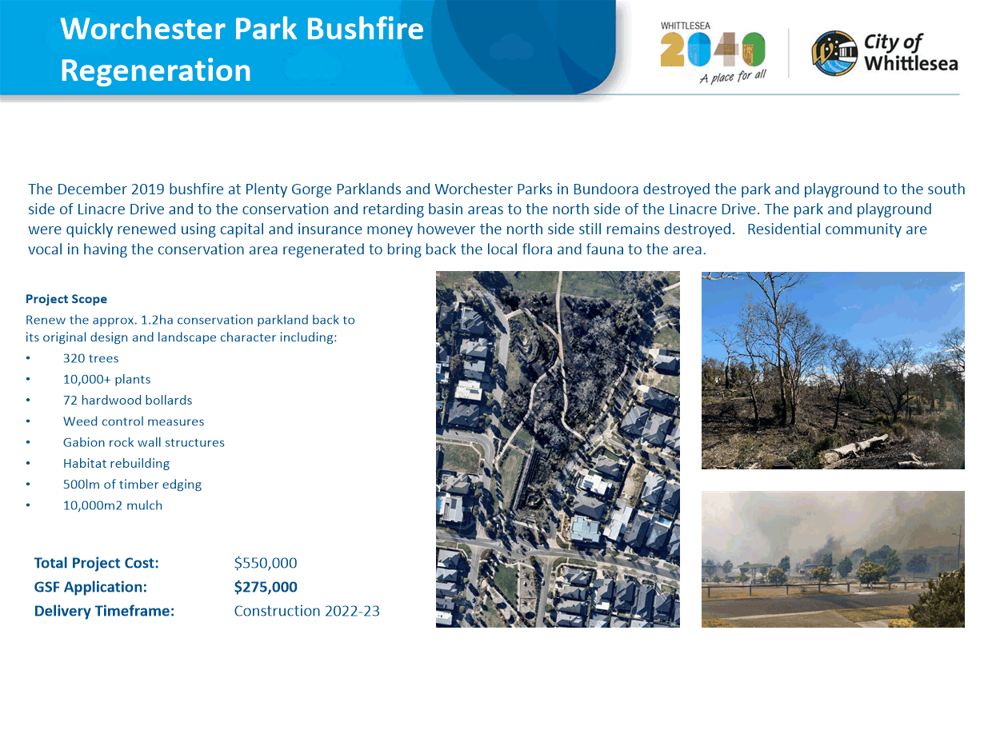 Worchester Park Bushfire
Regeneration
WHITTLESEA
2040
A place for all
City of
Whittlesea
The December 2019 bushfire at Plenty Gorge Parklands and Worchester Parks in Bundoora destroyed the park and playground to the south
side of Linacre Drive and to the conservation and retarding basin areas to the north side of the Linacre Drive. The park and playground
were quickly renewed using capital and insurance money however the north side still remains destroyed.   Residential community are
vocal in having the conservation area regenerated to bring back the local flora and fauna to the area.
Project Scope
Renew the approx. 1.2ha conservation parkland back to
its original design and landscape character including:
• 320 trees
• 10,000+ plants
• 72 hardwood bollards
• Weed control measures
• Gabion rock wall structures
• Habitat rebuilding
• 500lm of timber edging
• 10,000m2 mulch
Total Project Cost: $550,000
GSF Application: $275,000
Delivery Timeframe: Construction 2022-23